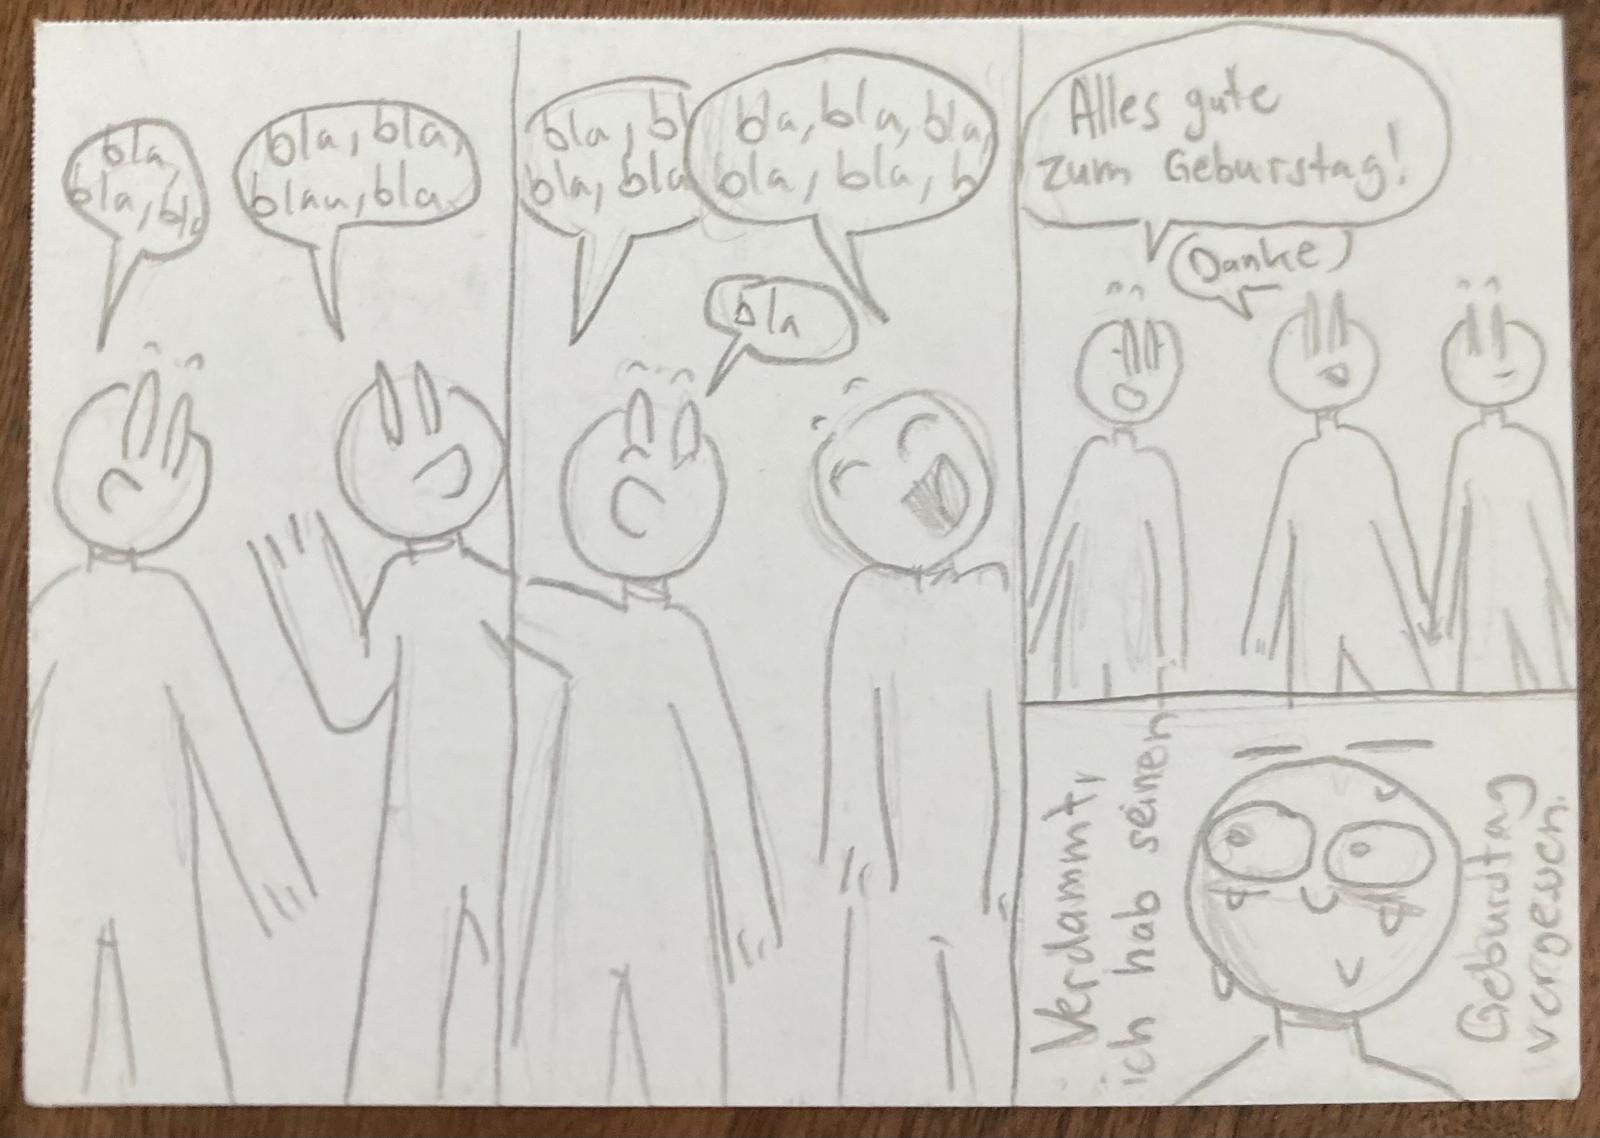 bla,
bla, bla
bla, bla,
blau, bla.
bla, bl
bla, bla
bla, bla, bla,
bla, bla, b
bla
Alles gute
zum Geburstag!
Danke
Verdammt,
ich hab seinen
Geburdtag
vergessen.